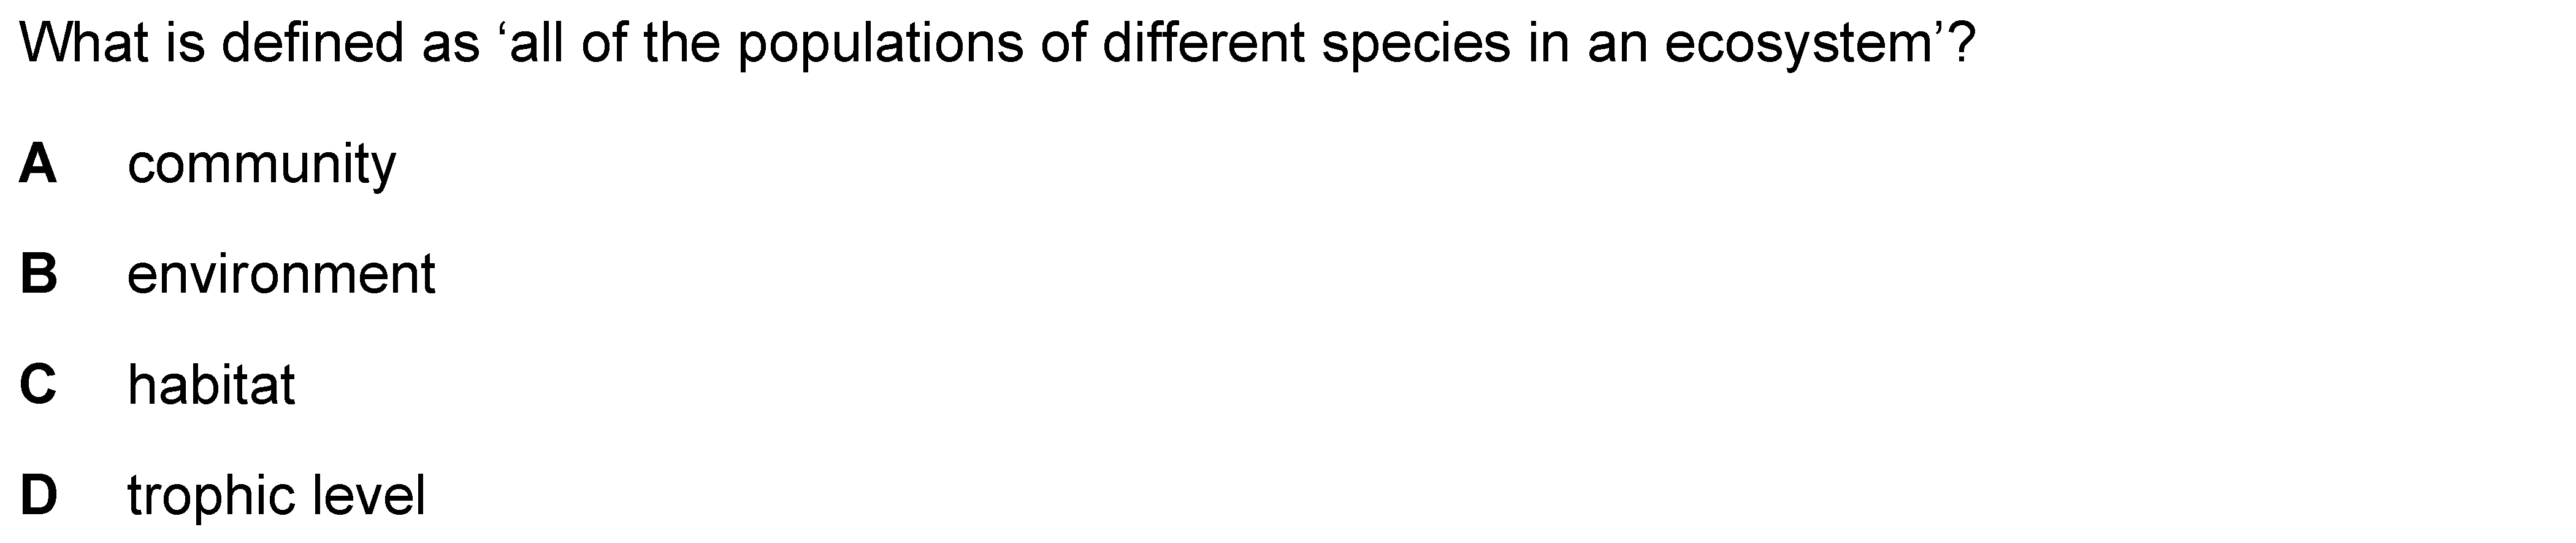 What is defined as ‘all of the populations of different species in an ecosystem’?
A community
B environment
C habitat
D trophic level